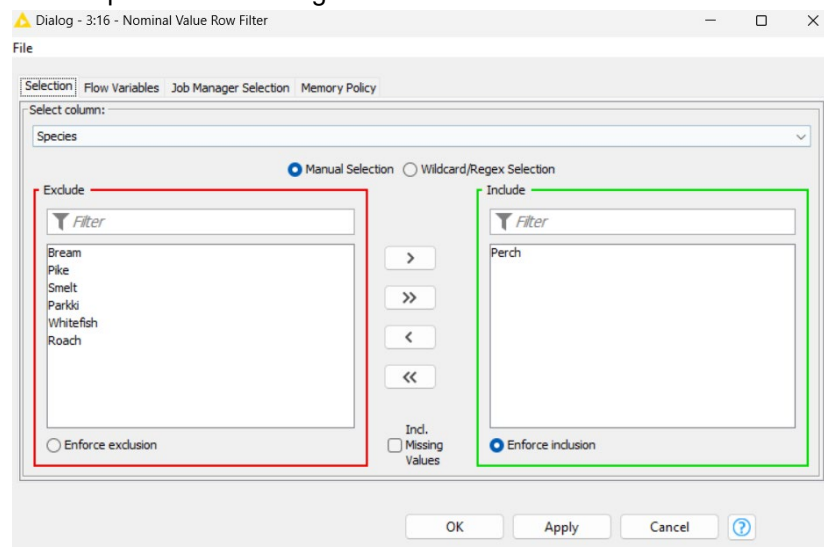 Dialog - 3:16 - Nominal Value Row Filter
File
Selection Flow Variables Job Manager Selection Memory Policy
Select column:
Species
Manual Selection Wildcard/Regex Selection
Exclude
Filter
Bream
Pike
Smelt
Parkki
Whitefish
Roach
Enforce exclusion
>
>>
<
<<
Incl.
Missing
Values
Include
Filter
Perch
Enforce inclusion
OK Apply Cancel ?